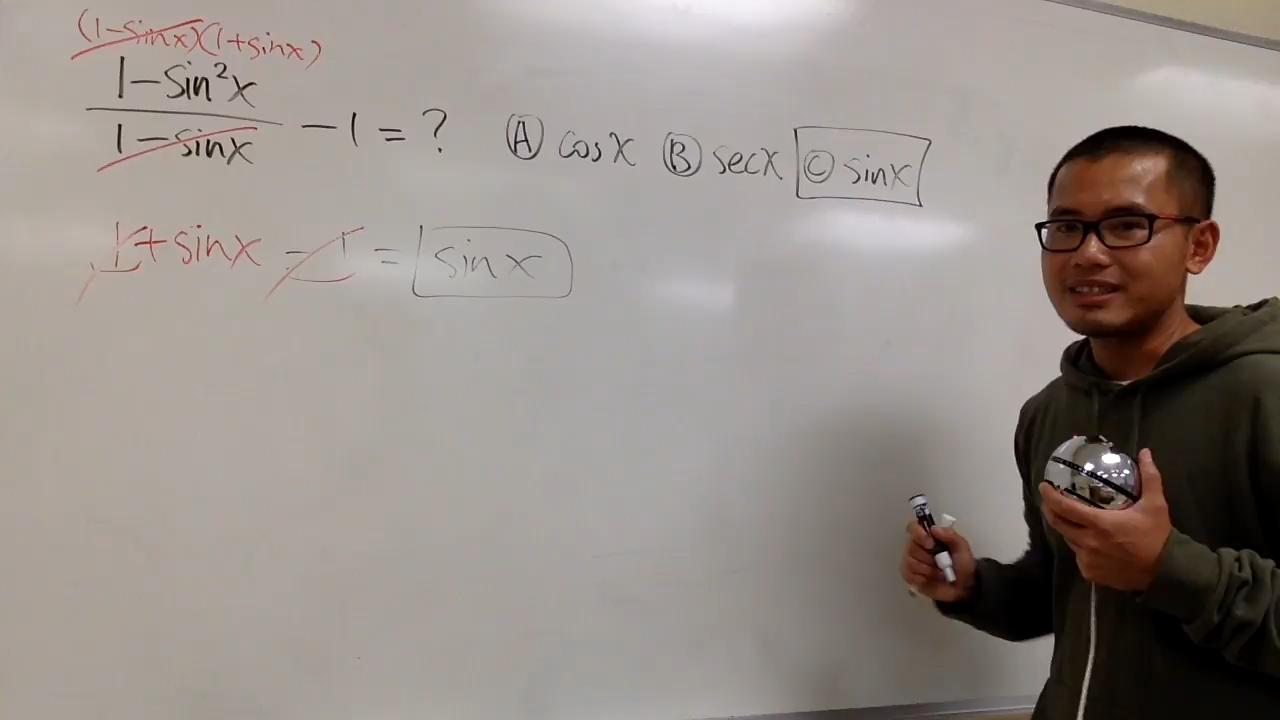 (1-sinx)(1+sinx)
1-sin²x
1-sinx
-1 = ? Ⓐ cosx Ⓑ secx Ⓒ sinx
1+sinx -1 = sinx